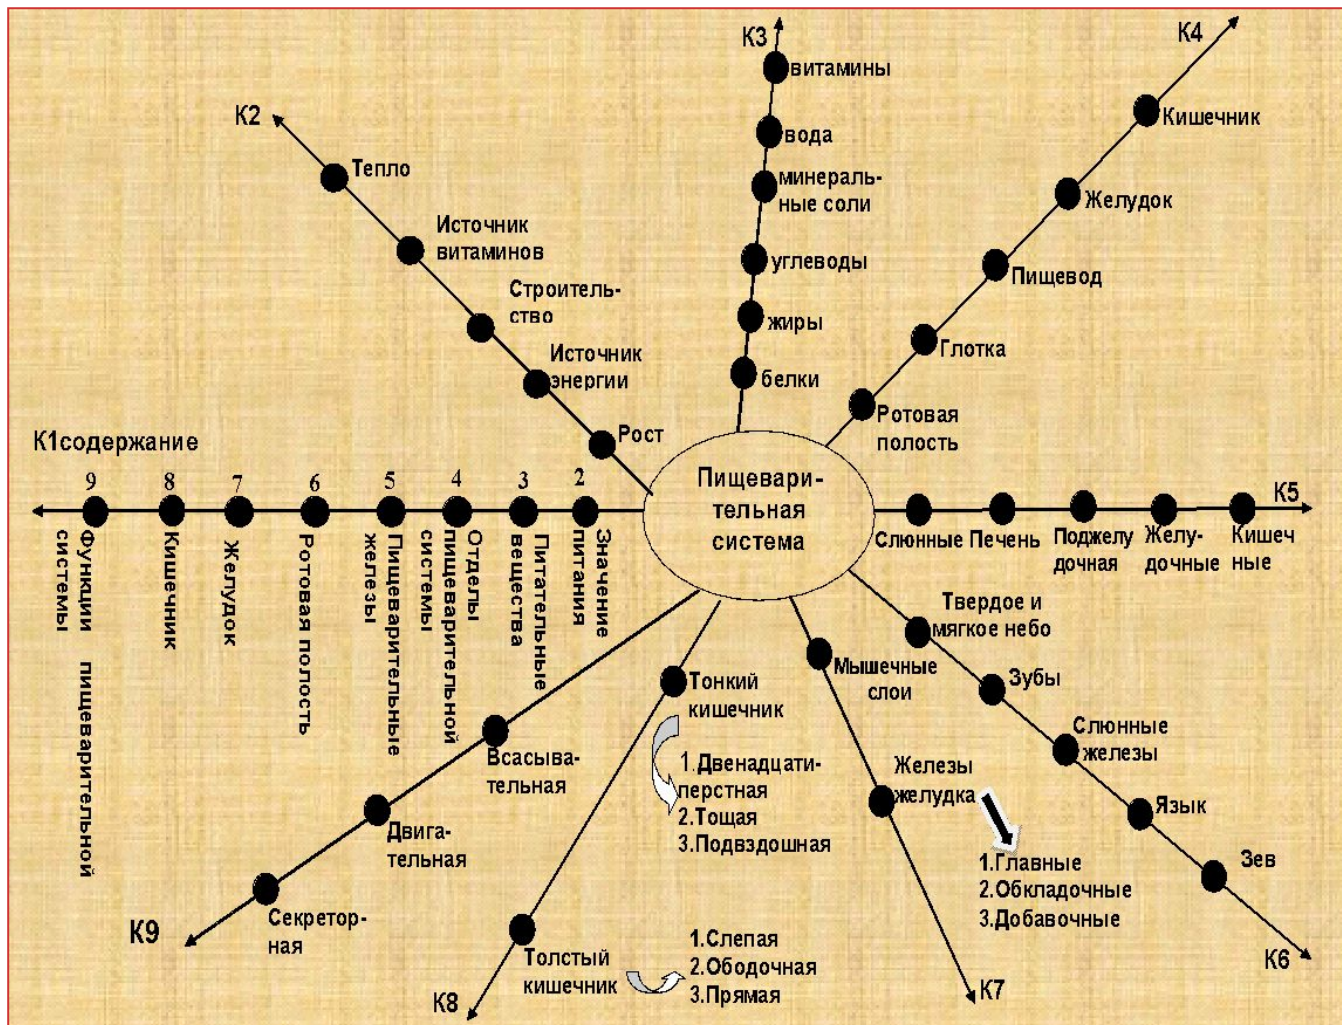 К3
витамины
вода
минераль-
ные соли
углеводы
жиры
белки
К4
Кишечник
Желудок
Пищевод
Глотка
Ротовая
полость
К2
Тепло
Источник
витаминов
Строитель-
ство
Источник
энергии
Рост
К1содержание
9
8
7
6
5
4
3
2
Функции пищеварительной
системы
Кишечник
Желудок
Ротовая полость
Пищеварительные
железы
Отделы
пищеварительной
системы
Питательные
вещества
Значение
питания
Пищевари-
тельная
система
К5
Слюнные
Печень
Поджелу
дочная
Желу-
дочные
Кишеч
ные
Твердое и
мягкое небо
Зубы
Слюнные
железы
Язык
Зев
К6
Мышечные
слои
Железы
желудка
1.Главные
2.Обкладочные
3.Добавочные
К7
Тонкий
кишечник
1.Двенадцати-
перстная
2.Тощая
3.Подвздошная
Толстый
кишечник
1.Слепая
2.Ободочная
3.Прямая
К8
Всасыва-
тельная
Двига-
тельная
Секретор-
ная
К9